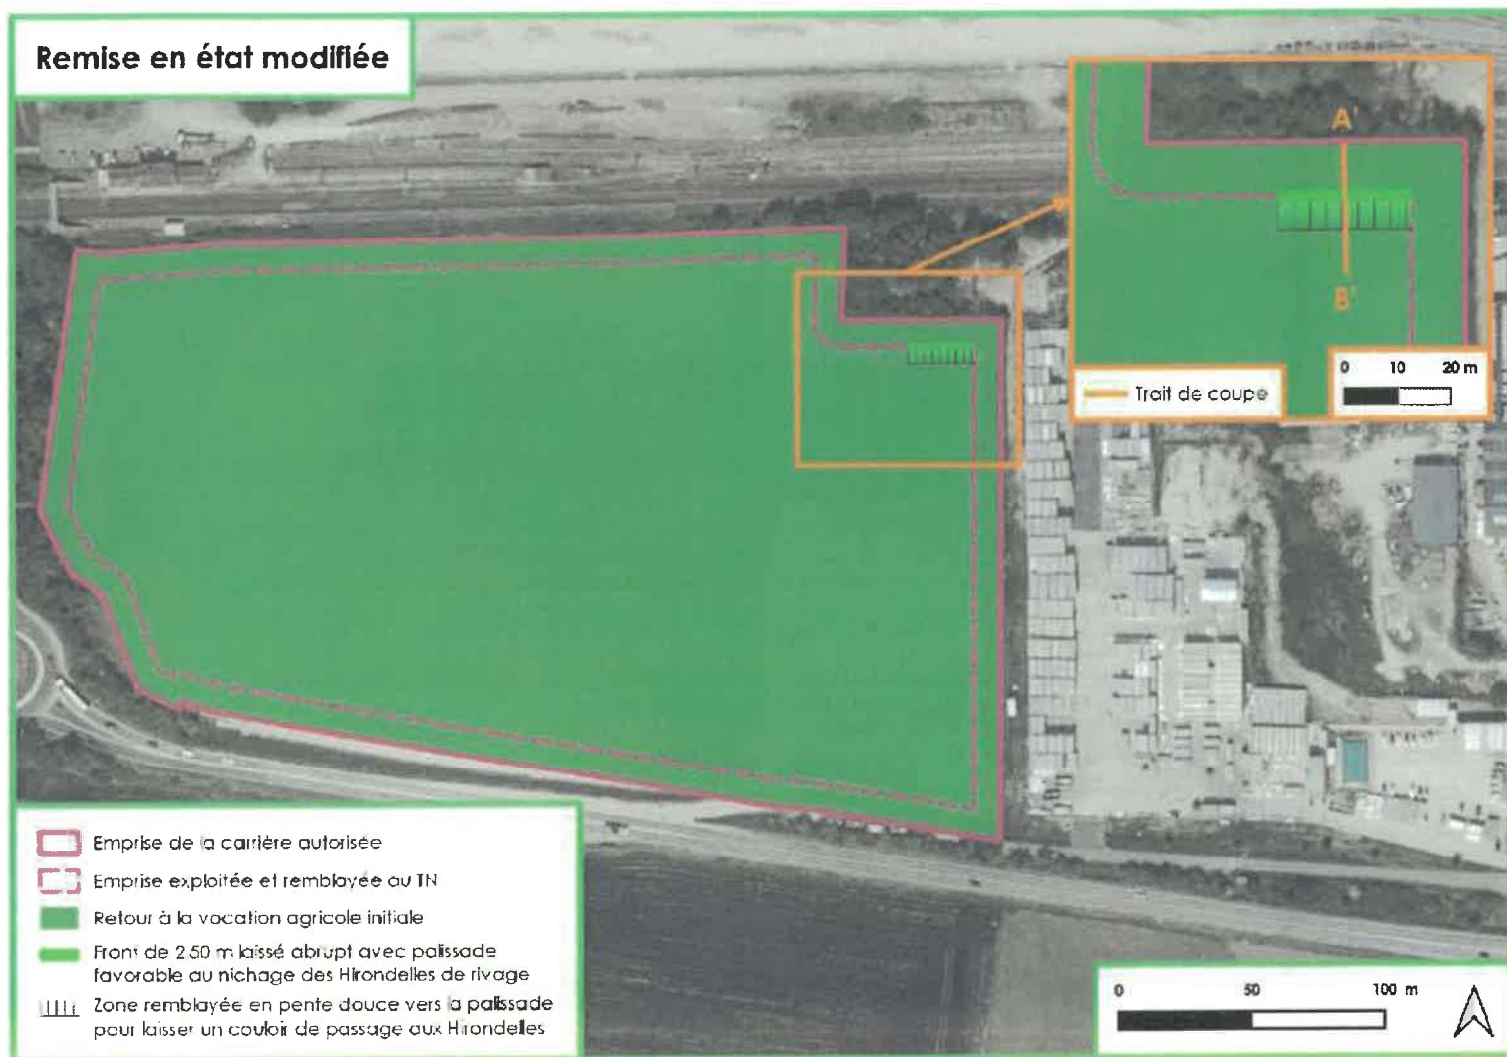 Remise en état modifiée
A'
B'
Trait de coupe
0 10 20 m
Emprise de la carrière autorisée
Emprise exploitée et remblayée au TN
Retour à la vocation agricole initiale
Front de 2.50 m laissé abrupt avec palissade
favorable au nichage des Hirondelles de rivage
Zone remblayée en pente douce vers la palissade
pour laisser un couloir de passage aux Hirondelles
0 50 100 m